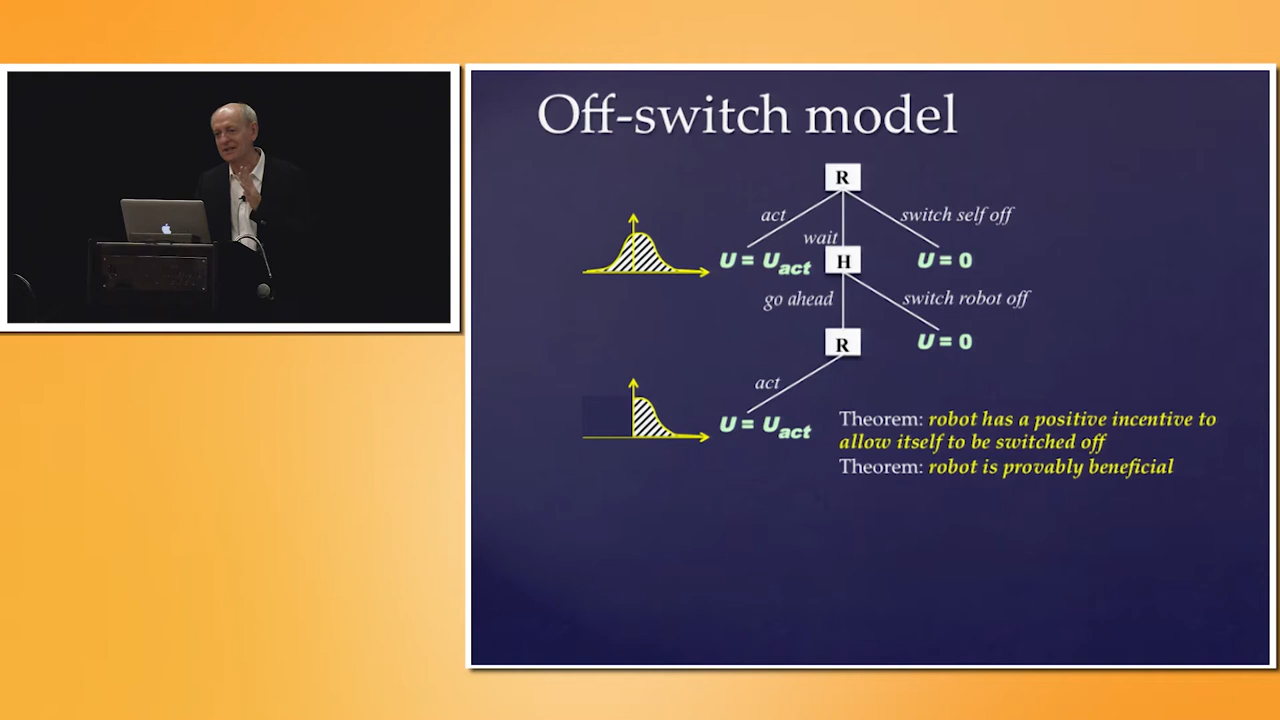 Off-switch model
R
act
switch self off
wait
U = Uact
H
U = 0
go ahead
switch robot off
R
U = 0
act
U = Uact
Theorem: robot has a positive incentive to
allow itself to be switched off
Theorem: robot is provably beneficial